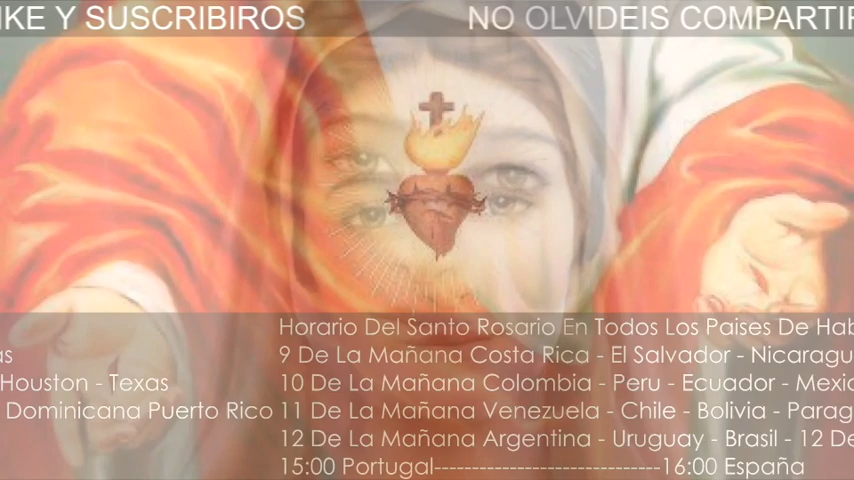 IKE Y SUSCRIBIROS NO OLVIDEIS COMPARTIR
Horario Del Santo Rosario En Todos Los Paises De Hab
as 9 De La Mañana Costa Rica - El Salvador - Nicaragu
Houston - Texas 10 De La Mañana Colombia - Peru - Ecuador - Mexic
Dominicana Puerto Rico 11 De La Mañana Venezuela - Chile - Bolivia - Parag
12 De La Mañana Argentina - Uruguay - Brasil - 12 De
15:00 Portugal-----------------------------16:00 España